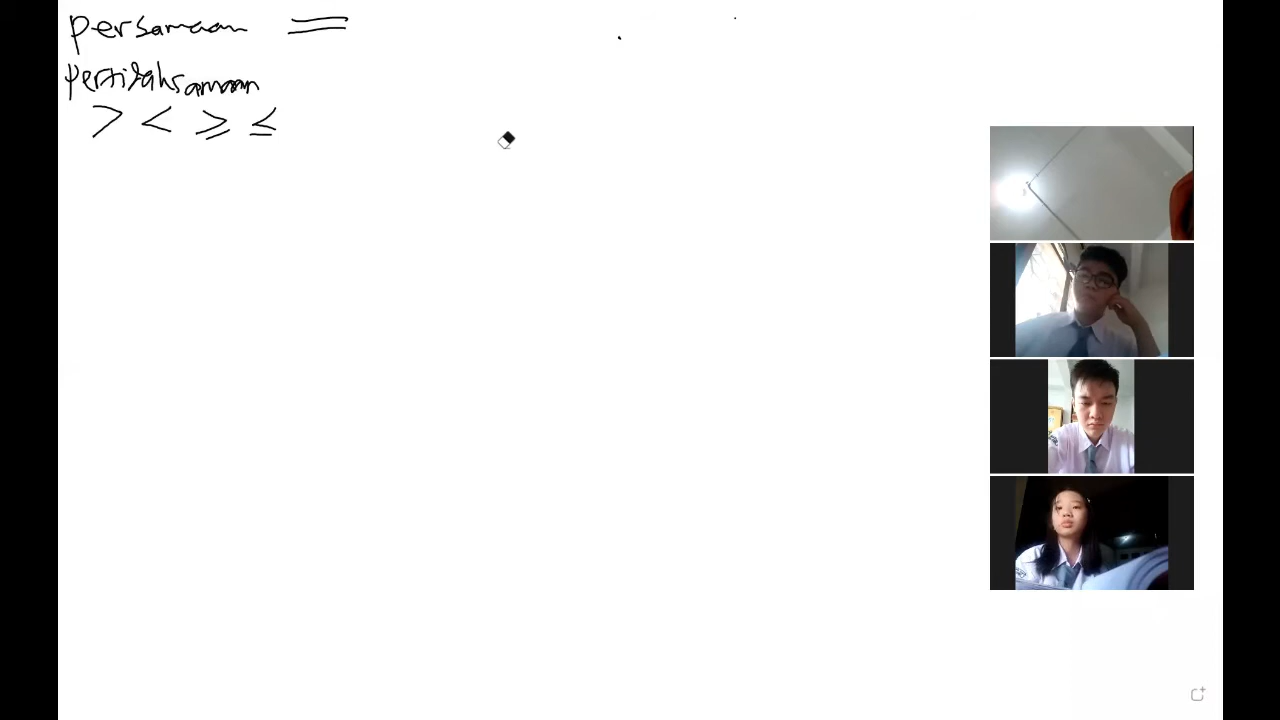 persamaan =
pertidaksamaan
> < ≥ ≤